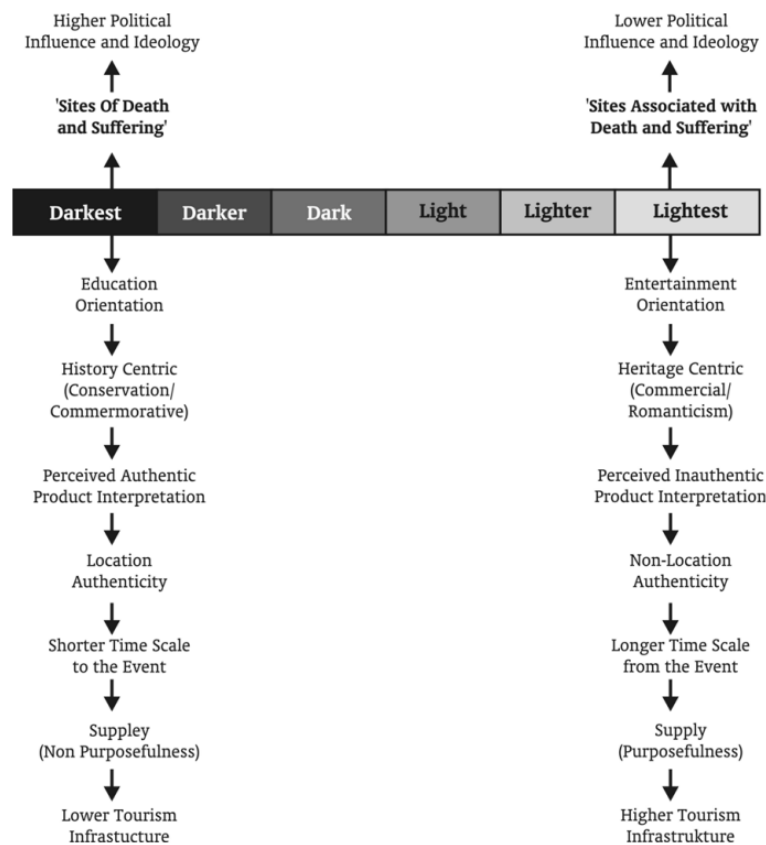 Higher Political
Influence and Ideology
Lower Political
Influence and Ideology
'Sites Of Death
and Suffering'
'Sites Associated with
Death and Suffering'
Darkest
Darker
Dark
Light
Lighter
Lightest
Education
Orientation
Entertainment
Orientation
History Centric
(Conservation/
Commermorative)
Heritage Centric
(Commercial/
Romanticism)
Perceived Authentic
Product Interpretation
Perceived Inauthentic
Product Interpretation
Location
Authenticity
Non-Location
Authenticity
Shorter Time Scale
to the Event
Longer Time Scale
from the Event
Suppley
(Non Purposefulness)
Supply
(Purposefulness)
Lower Tourism
Infrastucture
Higher Tourism
Infrastrukture